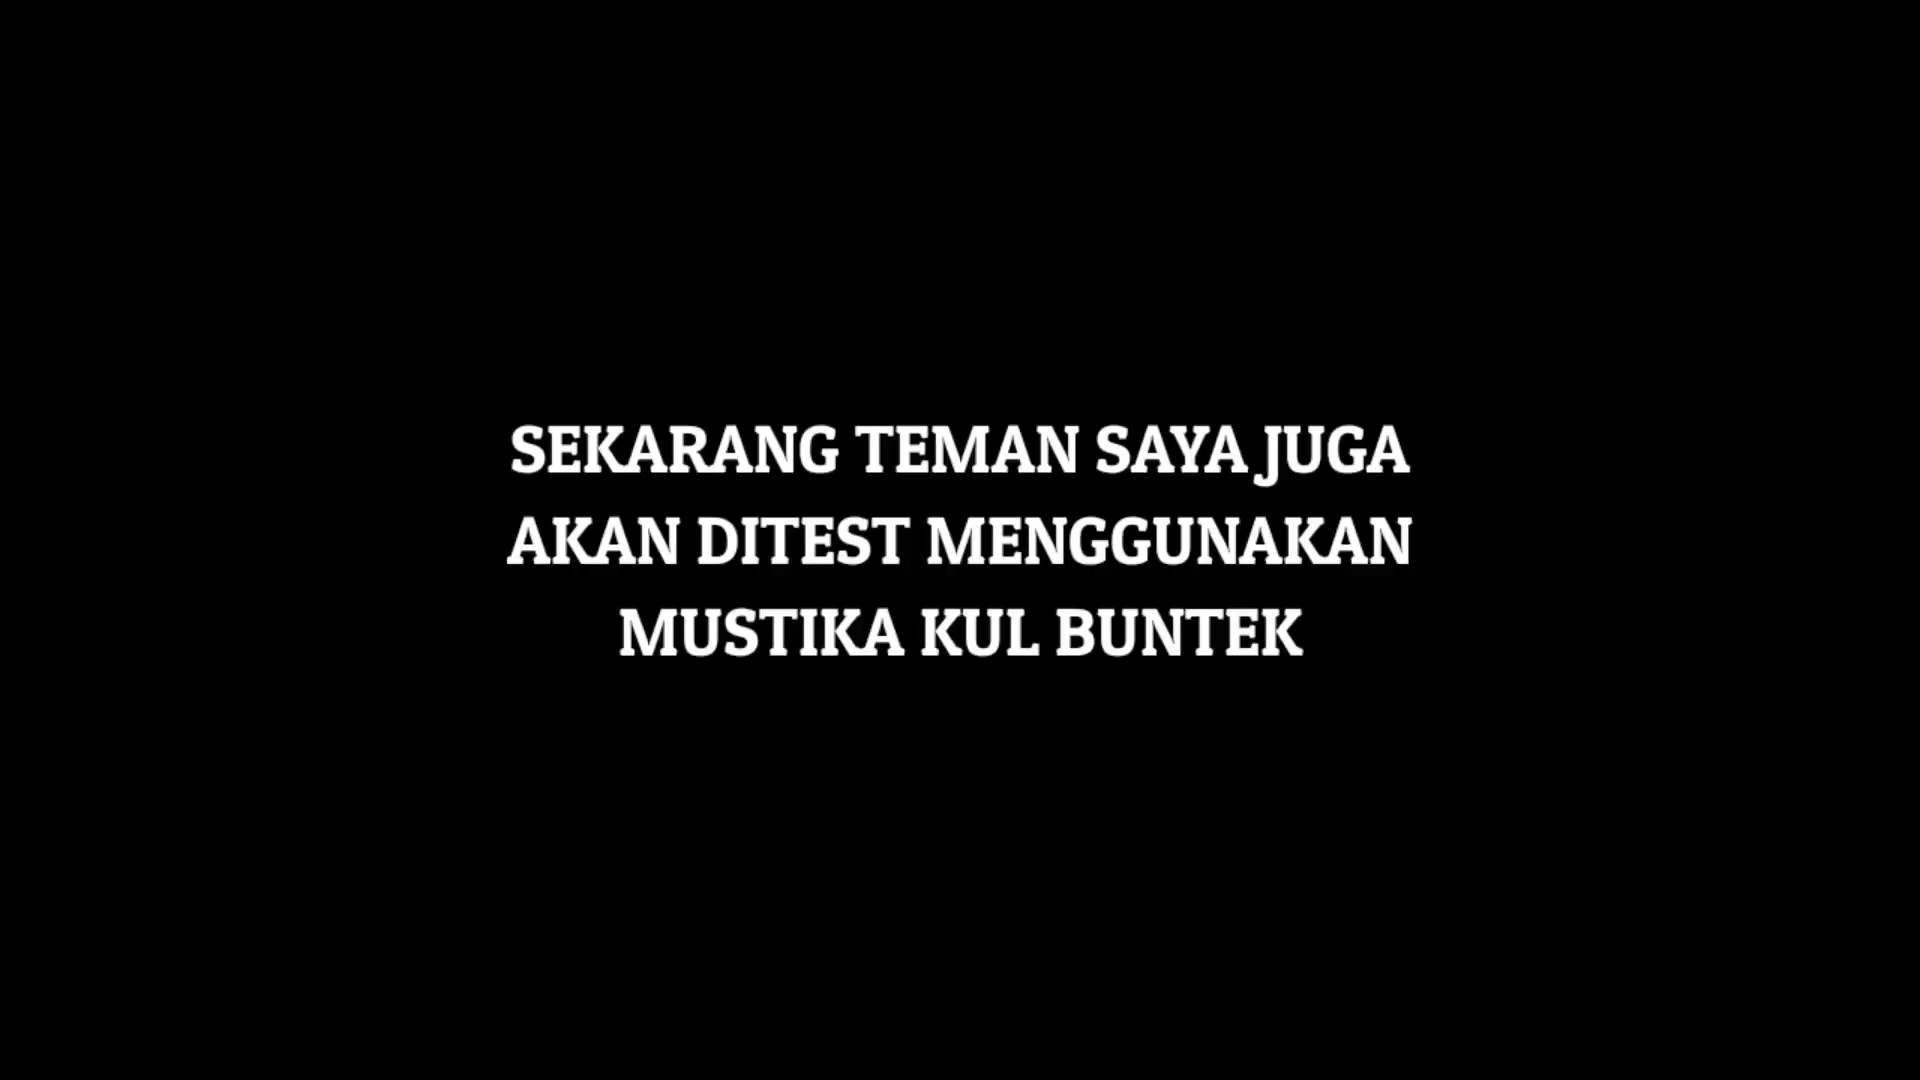 SEKARANG TEMAN SAYA JUGA
AKAN DITEST MENGGUNAKAN
MUSTIKA KUL BUNTEK